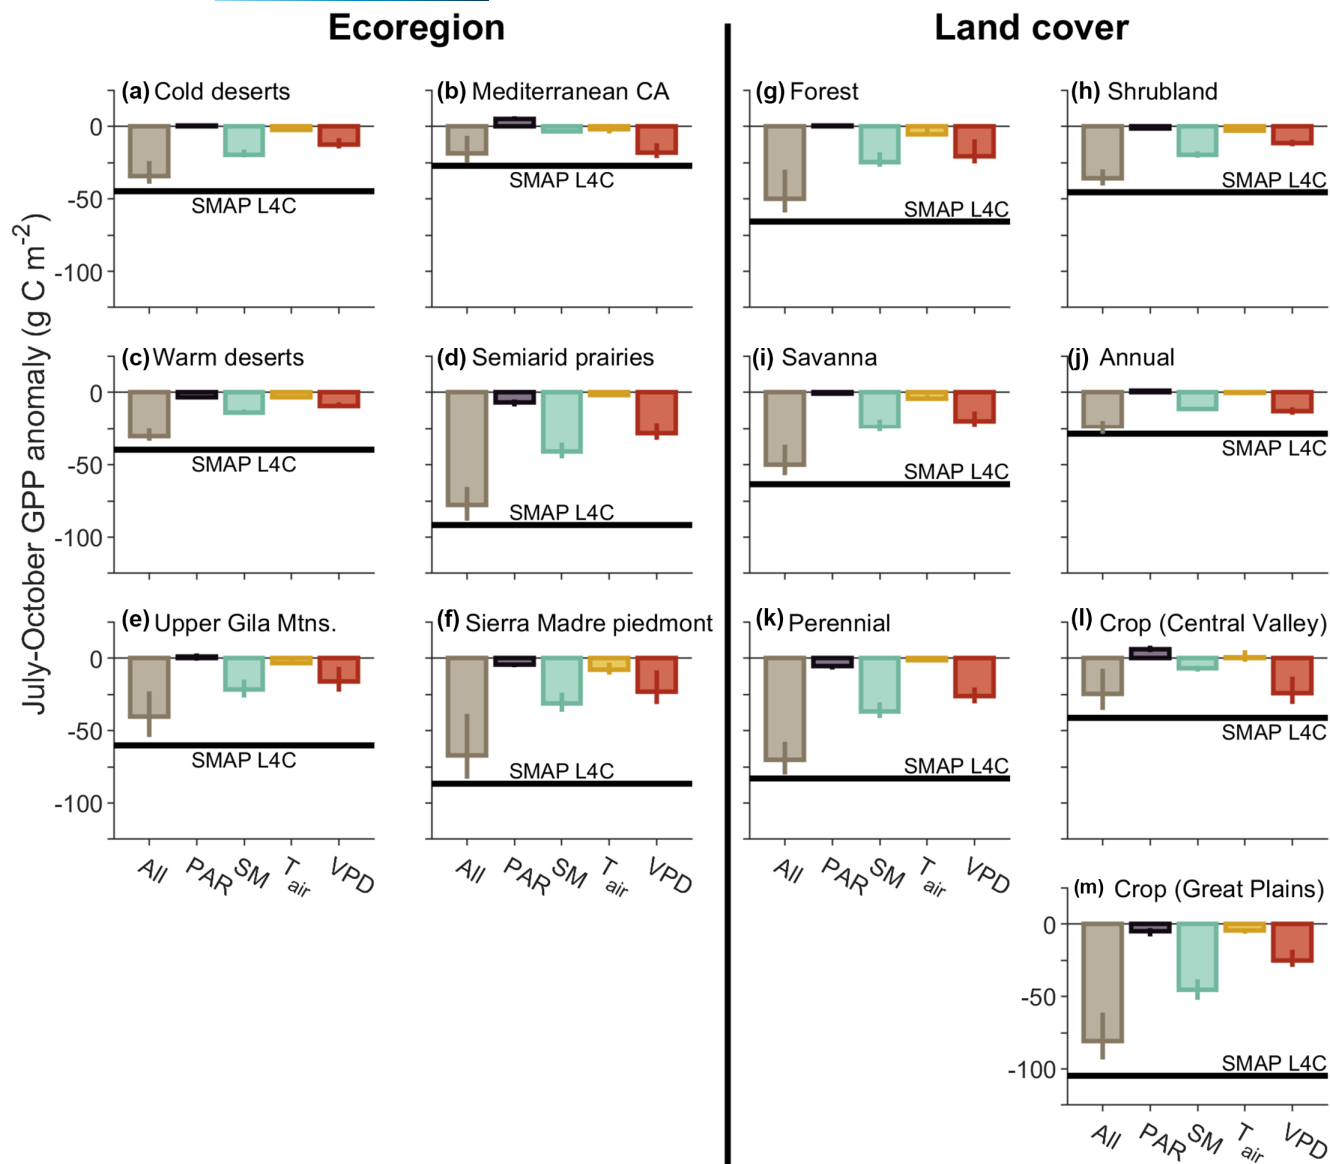 Ecoregion
Land cover
July-October GPP anomaly (g C m-2)
(a) Cold deserts
0
-50
-100
SMAP L4C
(b) Mediterranean CA
SMAP L4C
(g) Forest
SMAP L4C
(h) Shrubland
SMAP L4C
(c) Warm deserts
0
-50
-100
SMAP L4C
(d) Semiarid prairies
SMAP L4C
(i) Savanna
SMAP L4C
(j) Annual
SMAP L4C
(e) Upper Gila Mtns.
0
-50
-100
SMAP L4C
All PAR SM Tair VPD
(f) Sierra Madre piedmont
SMAP L4C
All PAR SM Tair VPD
(k) Perennial
SMAP L4C
All PAR SM Tair VPD
(l) Crop (Central Valley)
SMAP L4C
(m) Crop (Great Plains)
0
-50
-100
SMAP L4C
All PAR SM Tair VPD